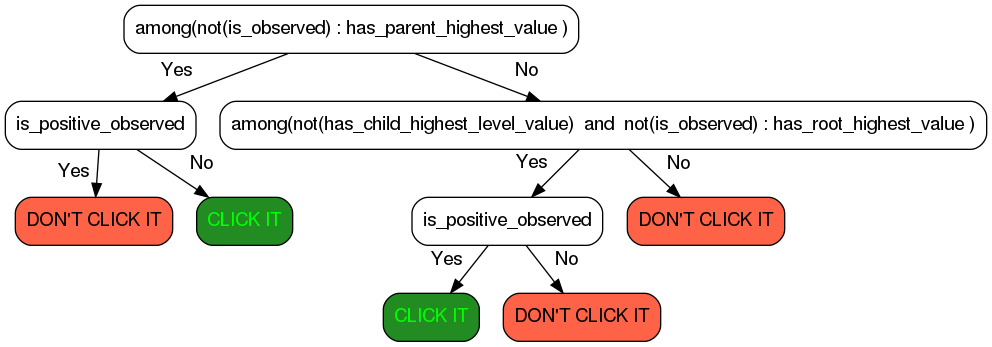 among(not(is_observed) : has_parent_highest_value )
Yes
No
is_positive_observed
among(not(has_child_highest_level_value) and not(is_observed) : has_root_highest_value )
Yes
No
Yes
No
DON'T CLICK IT
CLICK IT
is_positive_observed
DON'T CLICK IT
Yes
No
CLICK IT
DON'T CLICK IT